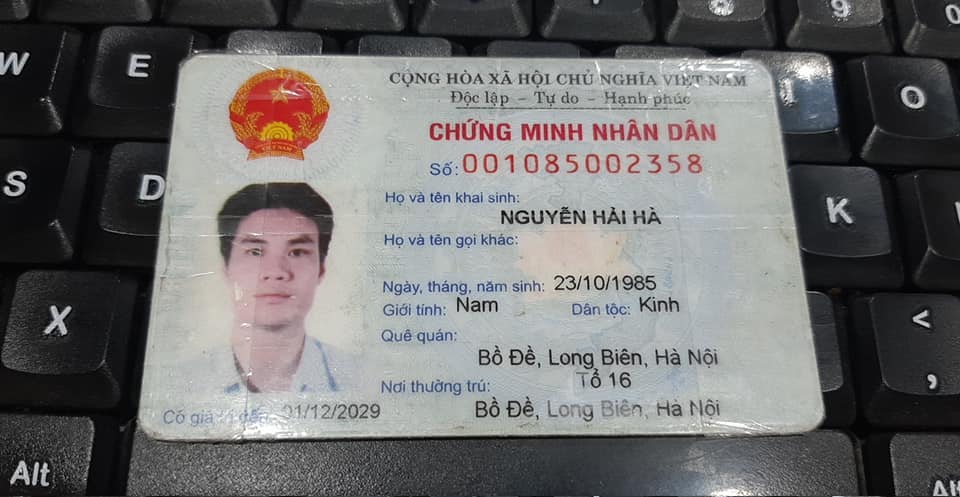 CỘNG HÒA XÃ HỘI CHỦ NGHĨA VIỆT NAM
Độc lập – Tự do – Hạnh phúc
CHỨNG MINH NHÂN DÂN
Số: 001085002358
Họ và tên khai sinh:
NGUYỄN HẢI HÀ
Họ và tên gọi khác:
Ngày, tháng, năm sinh: 23/10/1985
Giới tính: Nam Dân tộc: Kinh
Quê quán:
Bồ Đề, Long Biên, Hà Nội
Nơi thường trú: Tổ 16
Bồ Đề, Long Biên, Hà Nội
Có giá trị đến 01/12/2029
W
E
O
S
D
K
X
<
,
Alt
9